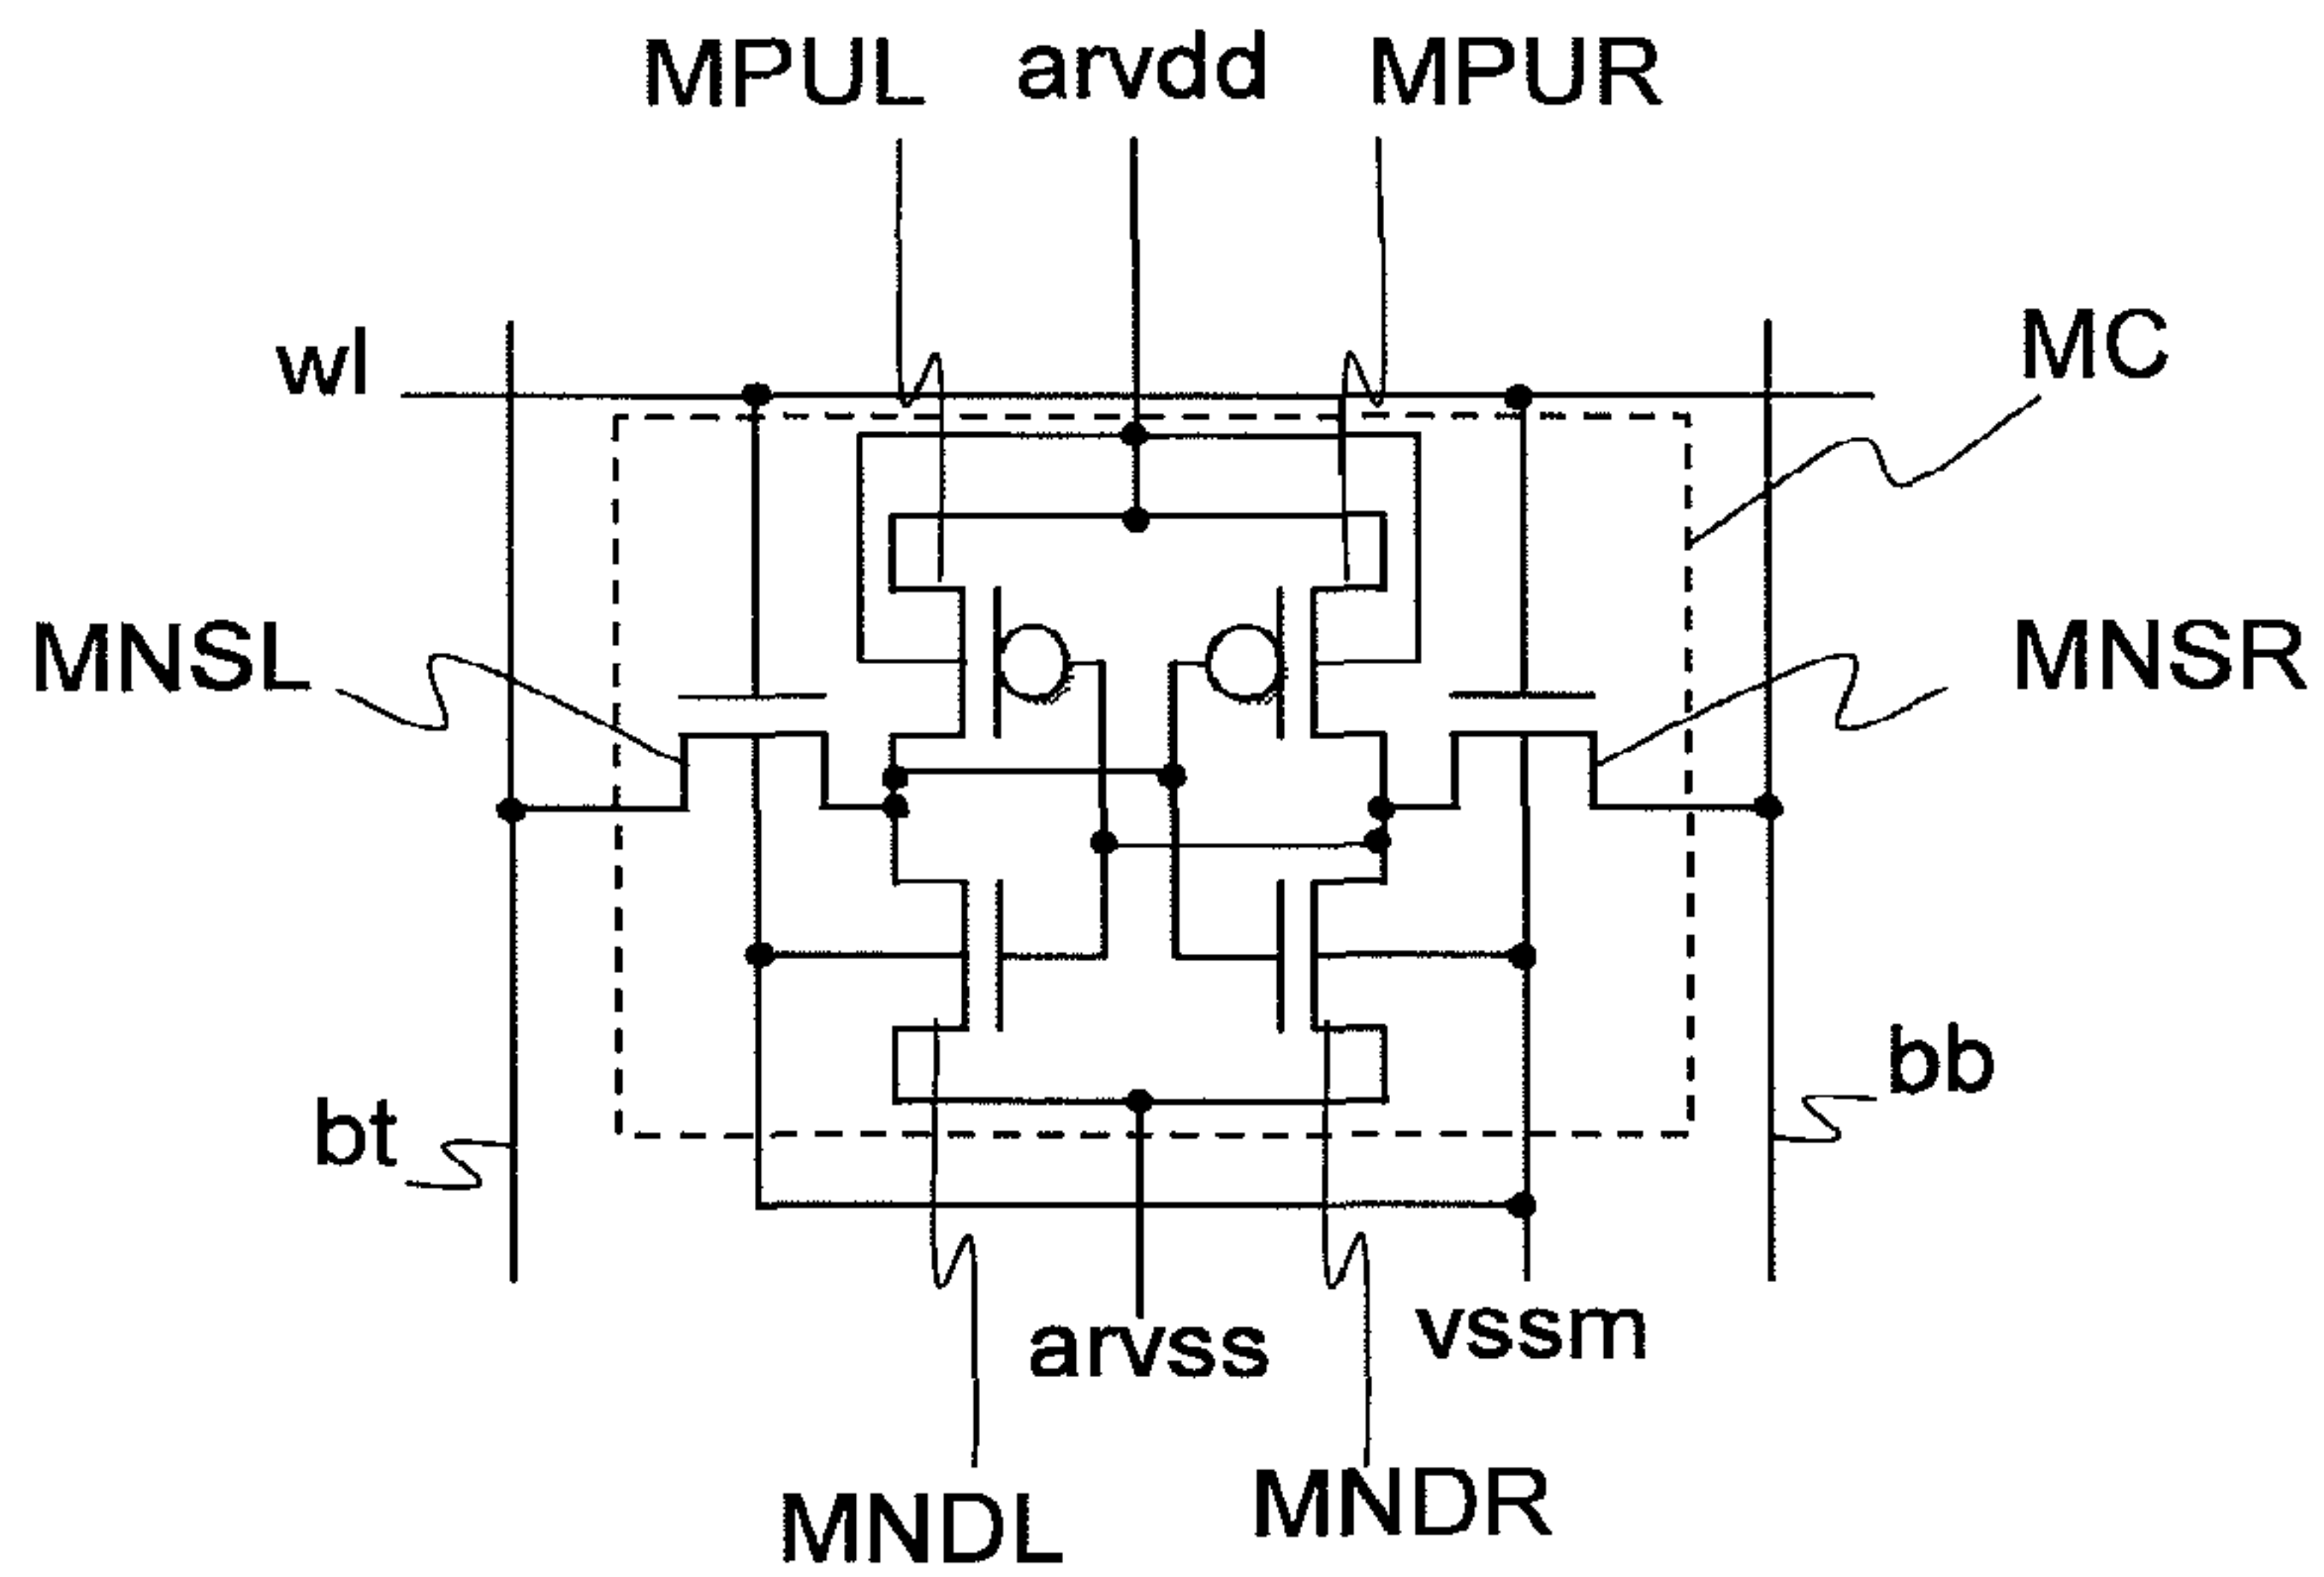 MPUL arvdd MPUR
wl
MC
MNSL
MNSR
bb
bt
arvss
vssm
MNDL
MNDR